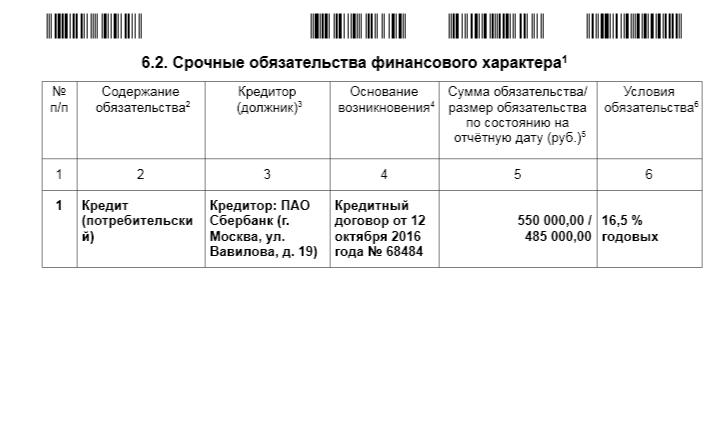 6.2. Срочные обязательства финансового характера¹
№ п/п
Содержание
обязательства²
Кредитор
(должник)³
Основание
возникновения⁴
Сумма обязательства/
размер обязательства
по состоянию на
отчётную дату (руб.)⁵
Условия
обязательства⁶
1 2 3 4 5 6
1
Кредит
(потребительски
й)
Кредитор: ПАО
Сбербанк (г.
Москва, ул.
Вавилова, д. 19)
Кредитный
договор от 12
октября 2016
года № 68484
550 000,00 /
485 000,00
16,5 %
годовых